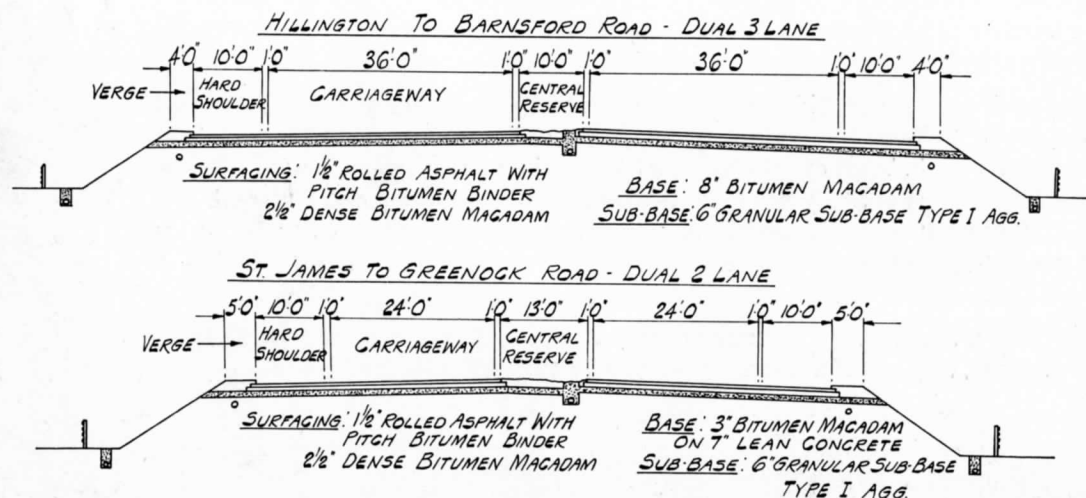 HILLINGTON TO BARNSFORD ROAD - DUAL 3 LANE
4'0" 10'0" 1'0" 36'0" 1'0" 10'0" 1'0" 36'0" 1'0" 10'0" 4'0"
VERGE HARD SHOULDER CARRIAGEWAY CENTRAL RESERVE
SURFACING: 1½" ROLLED ASPHALT WITH
PITCH BITUMEN BINDER
2½" DENSE BITUMEN MACADAM
BASE: 8" BITUMEN MACADAM
SUB-BASE: 6" GRANULAR SUB-BASE TYPE I AGG.
ST. JAMES TO GREENOCK ROAD - DUAL 2 LANE
5'0" 10'0" 1'0" 24'0" 1'0" 13'0" 1'0" 24'0" 1'0" 10'0" 5'0"
VERGE HARD SHOULDER CARRIAGEWAY CENTRAL RESERVE
SURFACING: 1½" ROLLED ASPHALT WITH
PITCH BITUMEN BINDER
2½" DENSE BITUMEN MACADAM
BASE: 3" BITUMEN MACADAM
ON 7" LEAN CONCRETE
SUB-BASE: 6" GRANULAR SUB-BASE
TYPE I AGG.